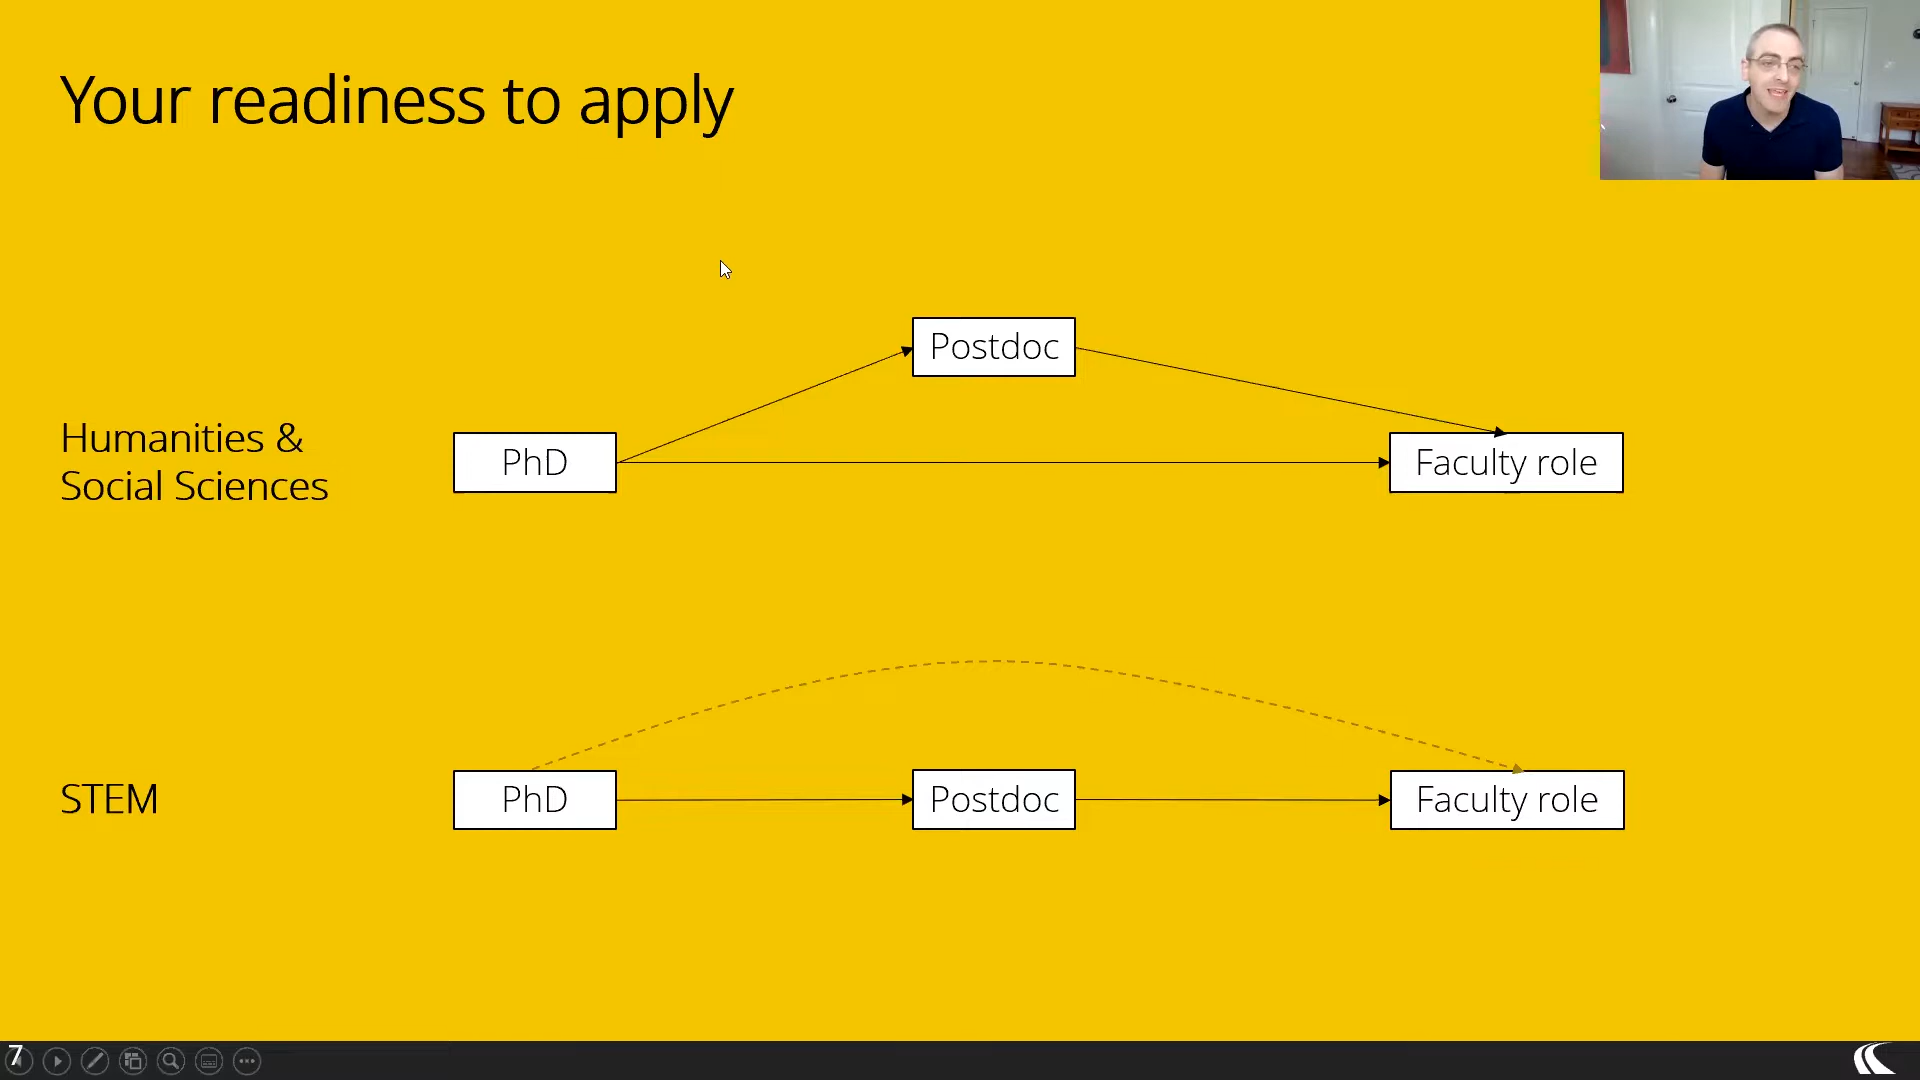 Your readiness to apply
Postdoc
Humanities &
Social Sciences
PhD
Faculty role
STEM
PhD
Postdoc
Faculty role
7